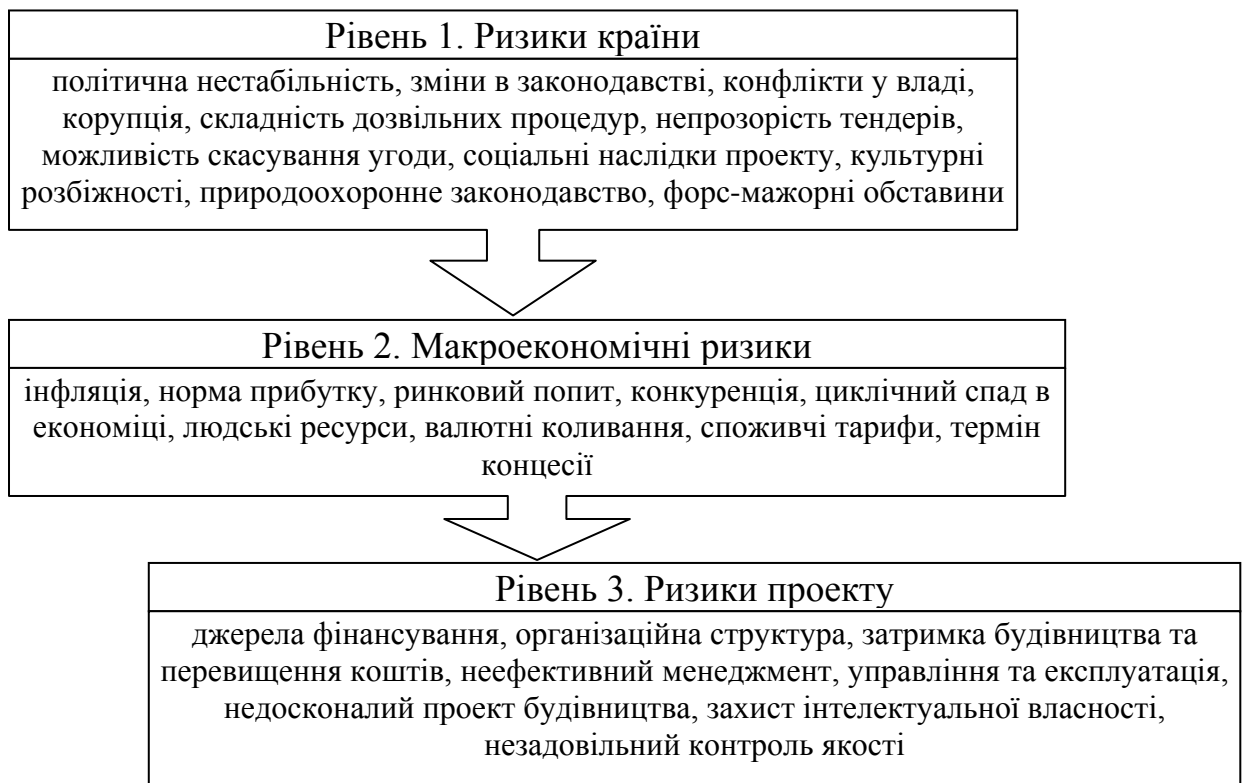 Рівень 1. Ризики країни
політична нестабільність, зміни в законодавстві, конфлікти у владі,
корупція, складність дозвільних процедур, непрозорість тендерів,
можливість скасування угоди, соціальні наслідки проекту, культурні
розбіжності, природоохоронне законодавство, форс-мажорні обставини
Рівень 2. Макроекономічні ризики
інфляція, норма прибутку, ринковий попит, конкуренція, циклічний спад в
економіці, людські ресурси, валютні коливання, споживчі тарифи, термін
концесії
Рівень 3. Ризики проекту
джерела фінансування, організаційна структура, затримка будівництва та
перевищення коштів, неефективний менеджмент, управління та експлуатація,
недосконалий проект будівництва, захист інтелектуальної власності,
незадовільний контроль якості